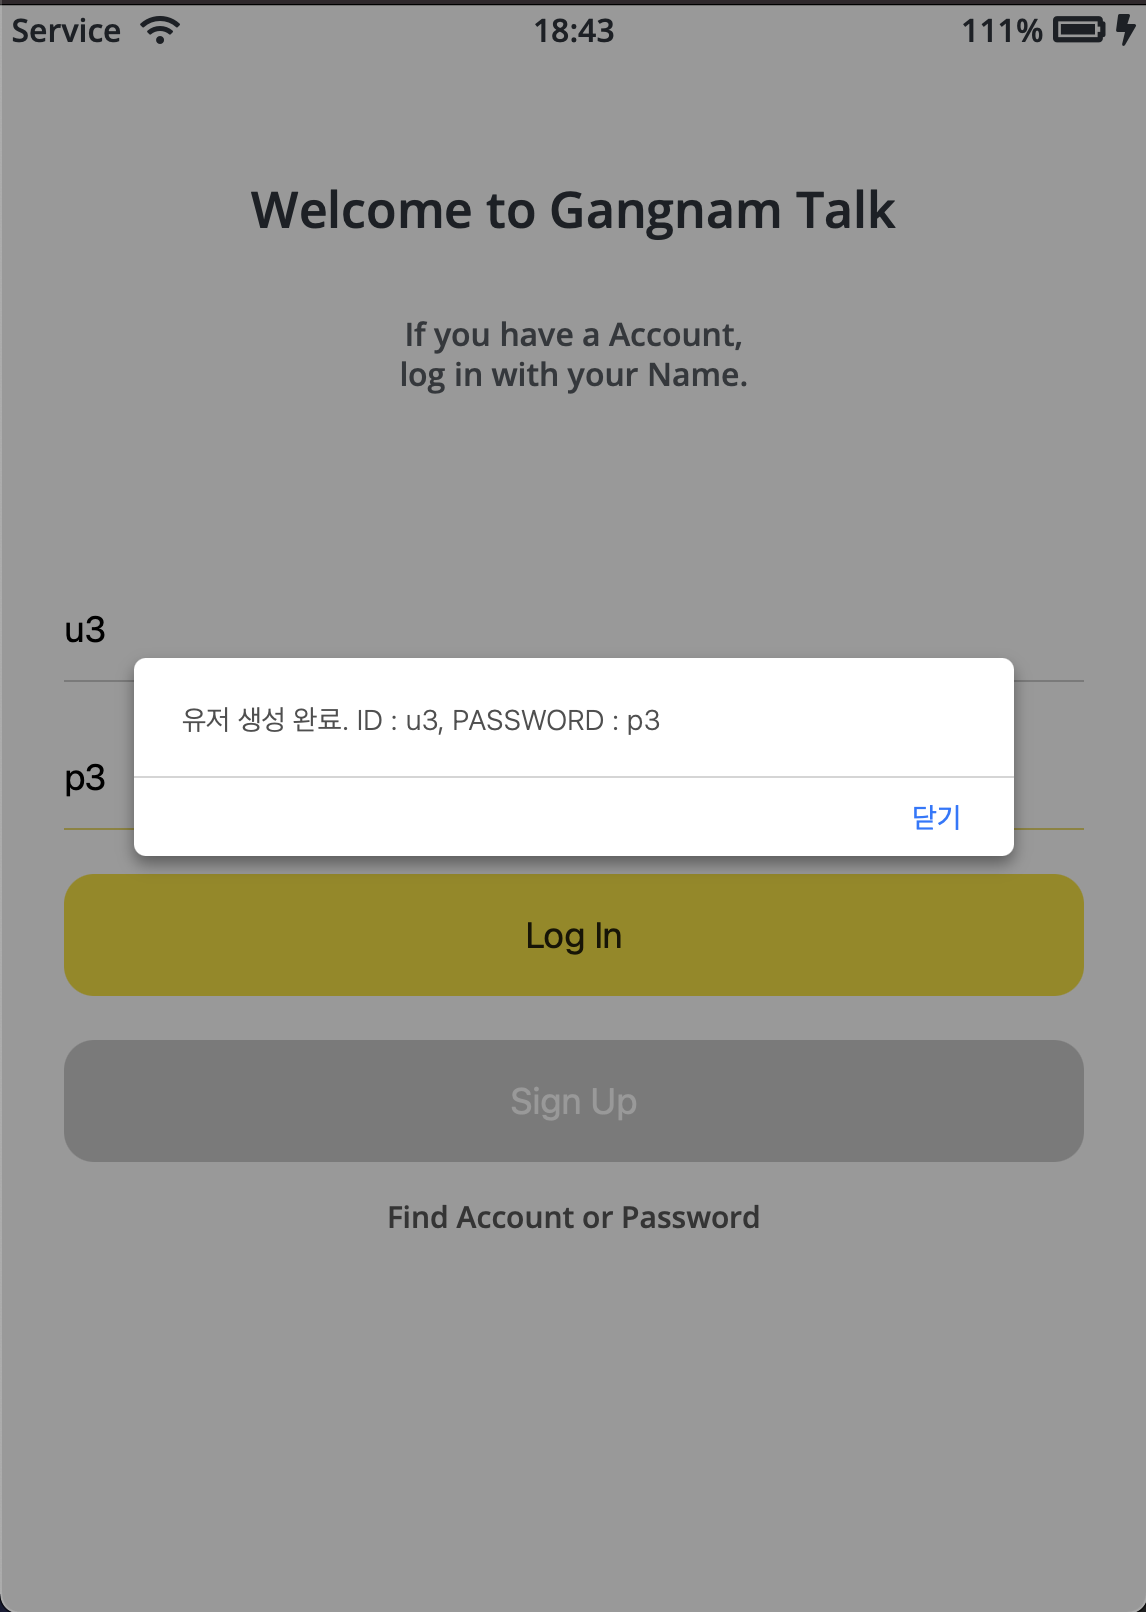 Service 18:43 111%
Welcome to Gangnam Talk
If you have a Account,
log in with your Name.
u3
유저 생성 완료. ID : u3, PASSWORD : p3
p3
닫기
Log In
Sign Up
Find Account or Password